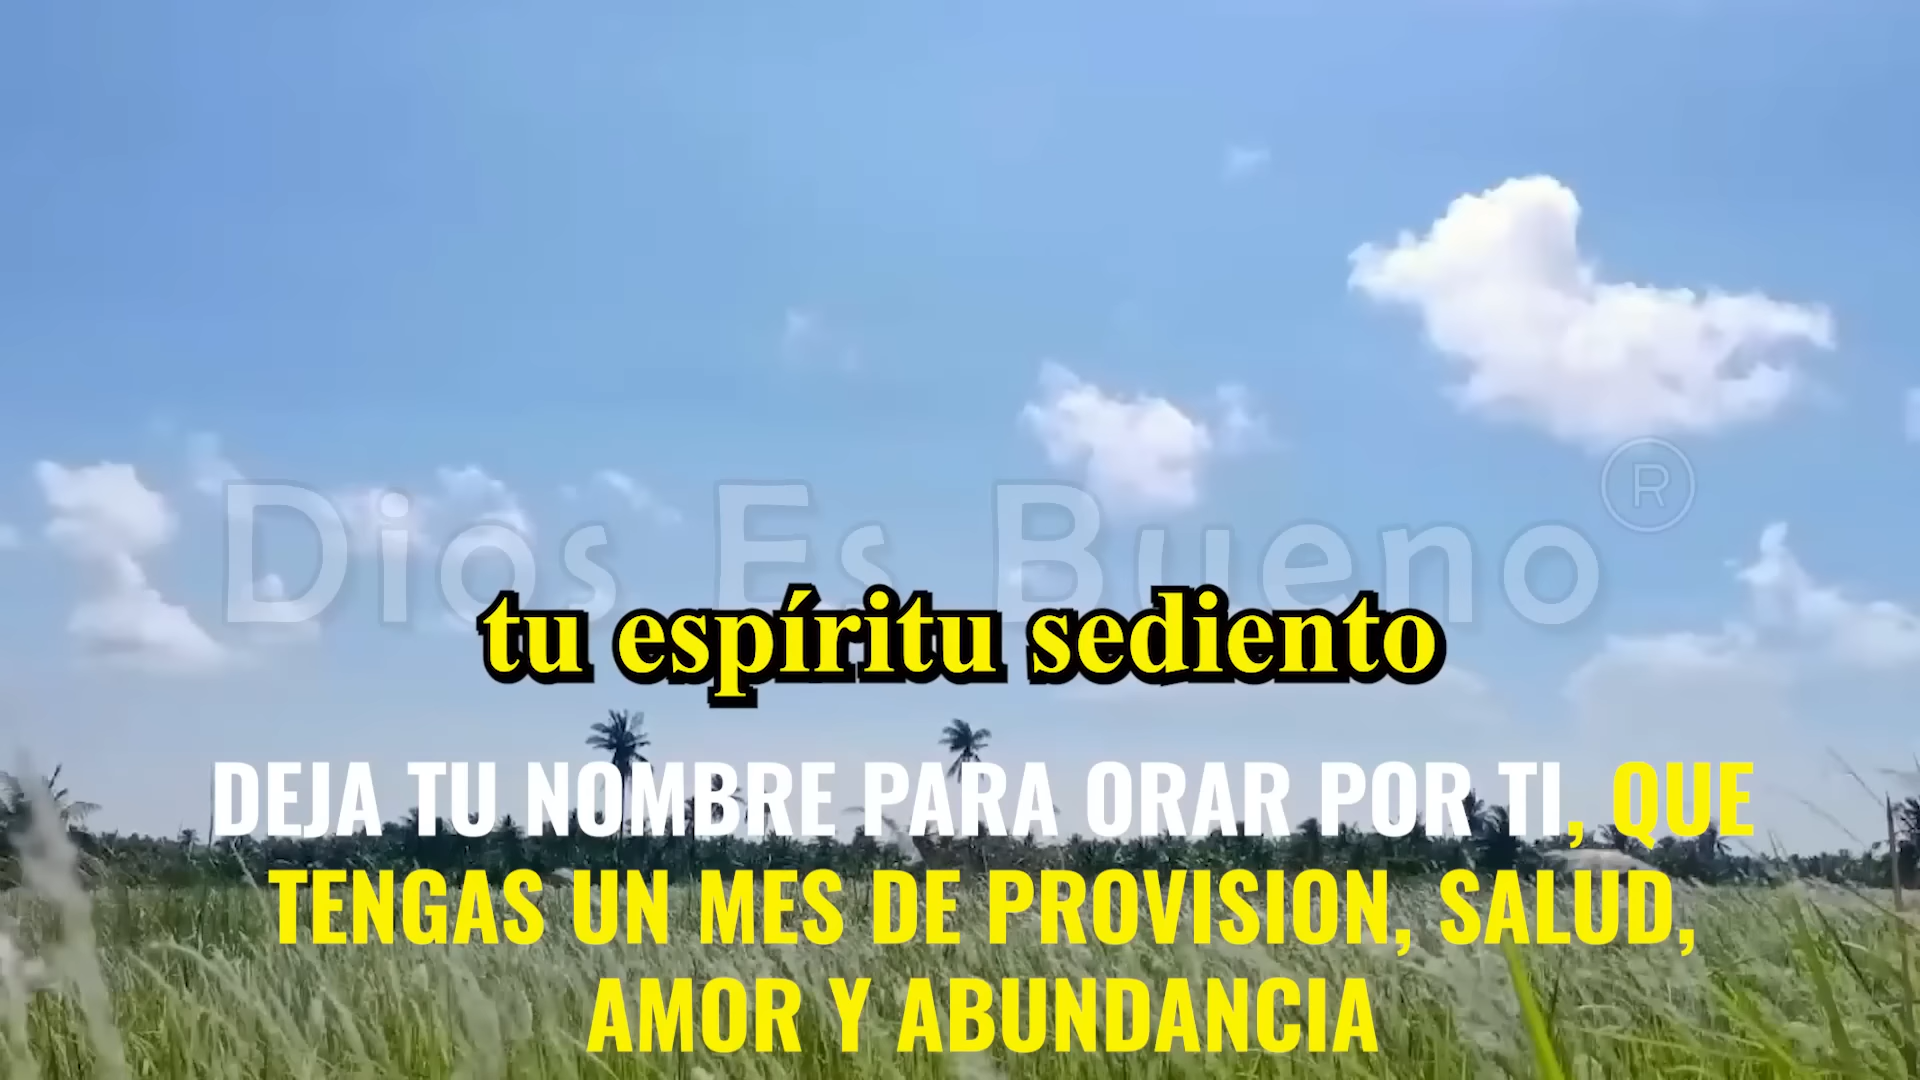 Dios Es Bueno®
tu espíritu sediento
DEJA TU NOMBRE PARA ORAR POR TI, QUE
TENGAS UN MES DE PROVISION, SALUD,
AMOR Y ABUNDANCIA